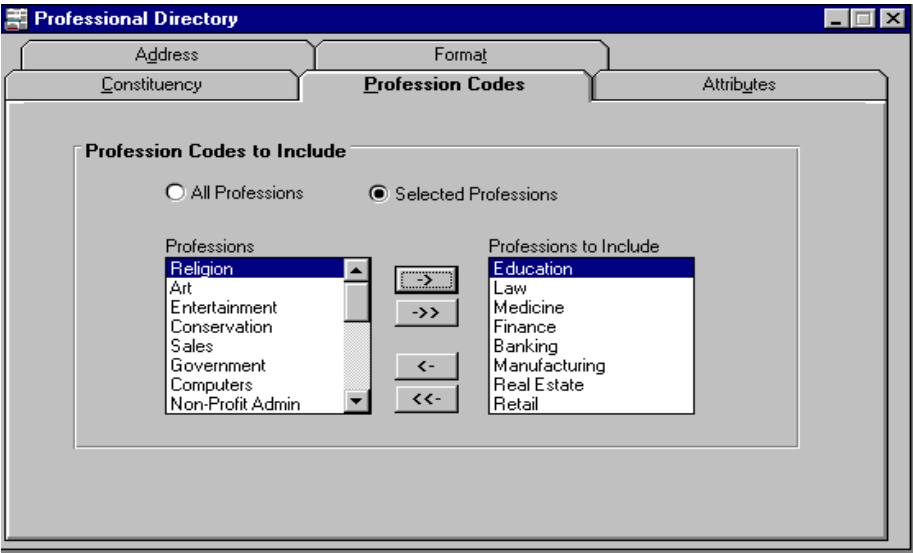 Professional Directory
Address Format
Constituency Profession Codes Attributes
Profession Codes to Include
All Professions Selected Professions
Professions Professions to Include
Religion -> Education
Art Law
Entertainment ->> Medicine
Conservation Finance
Sales Banking
Government <- Manufacturing
Computers Real Estate
Non-Profit Admin <<- Retail